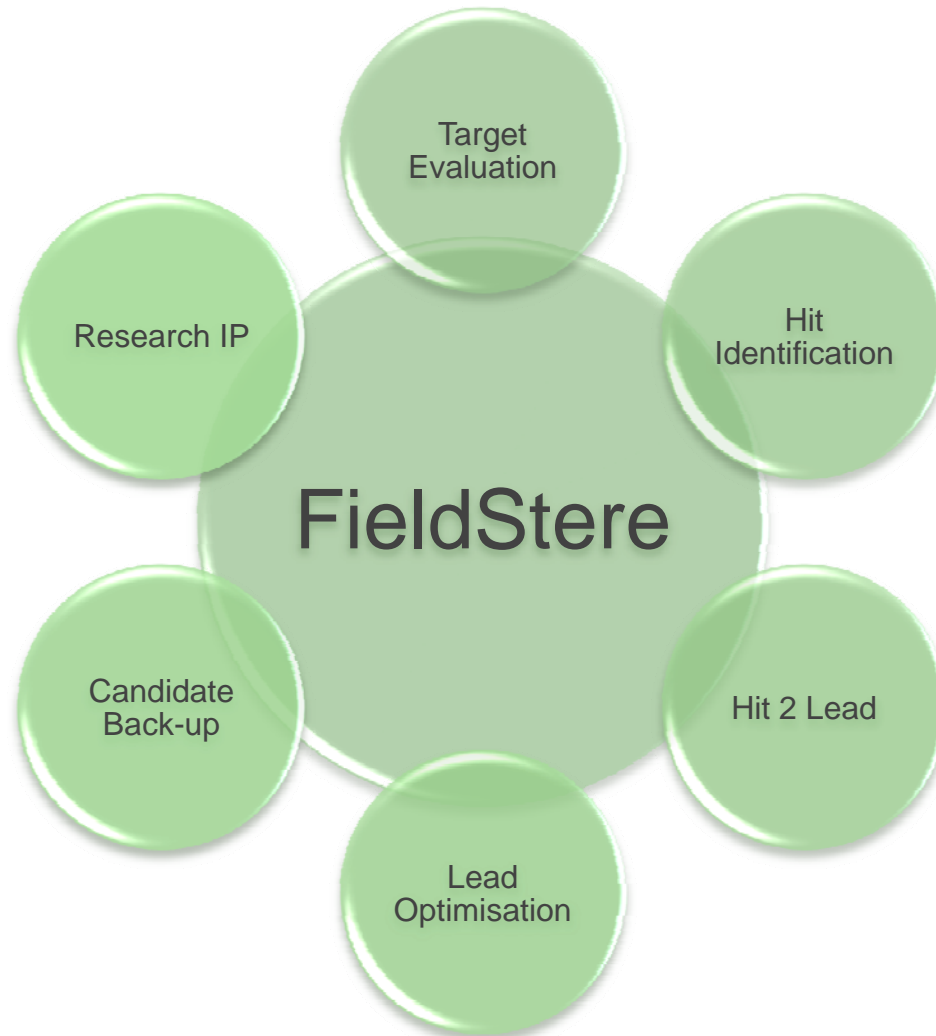 Target
Evaluation
Hit
Identification
Hit 2 Lead
Lead
Optimisation
Candidate
Back-up
Research IP
FieldStere